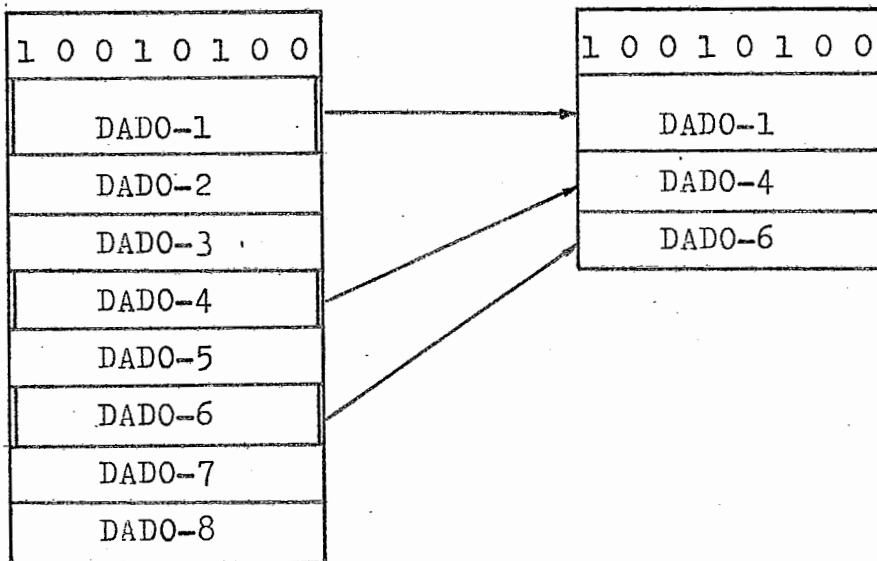 1 0 0 1 0 1 0 0
DADO-1
DADO-2
DADO-3
DADO-4
DADO-5
DADO-6
DADO-7
DADO-8
1 0 0 1 0 1 0 0
DADO-1
DADO-4
DADO-6